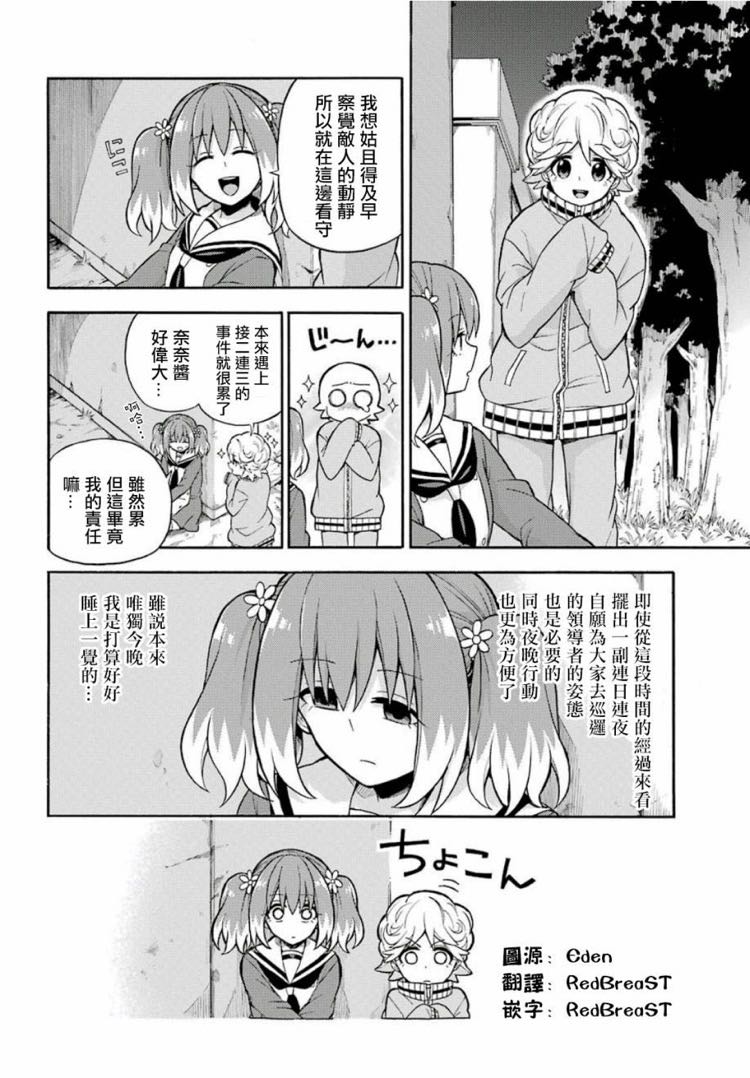 我想姑且得及早
察覺敵人的動靜
所以就在這邊看守
にこにこ
じ～ん…
本來遇上
接二連三的
事件就很累了
奈奈醬
好偉大…
啊哈…
雖然累
但這畢竟
我的責任
嘛…
即使從這段時間的經過來看
擺出一副連日連夜
自願為大家去巡邏
的領導者的姿態
也是必要的
同時夜晚行動
也更為方便了
雖說本來
唯獨今晚
我是打算好好
睡上一覺的…
ちょこん
圖源：Eden
翻譯：RedBreaST
嵌字：RedBreaST